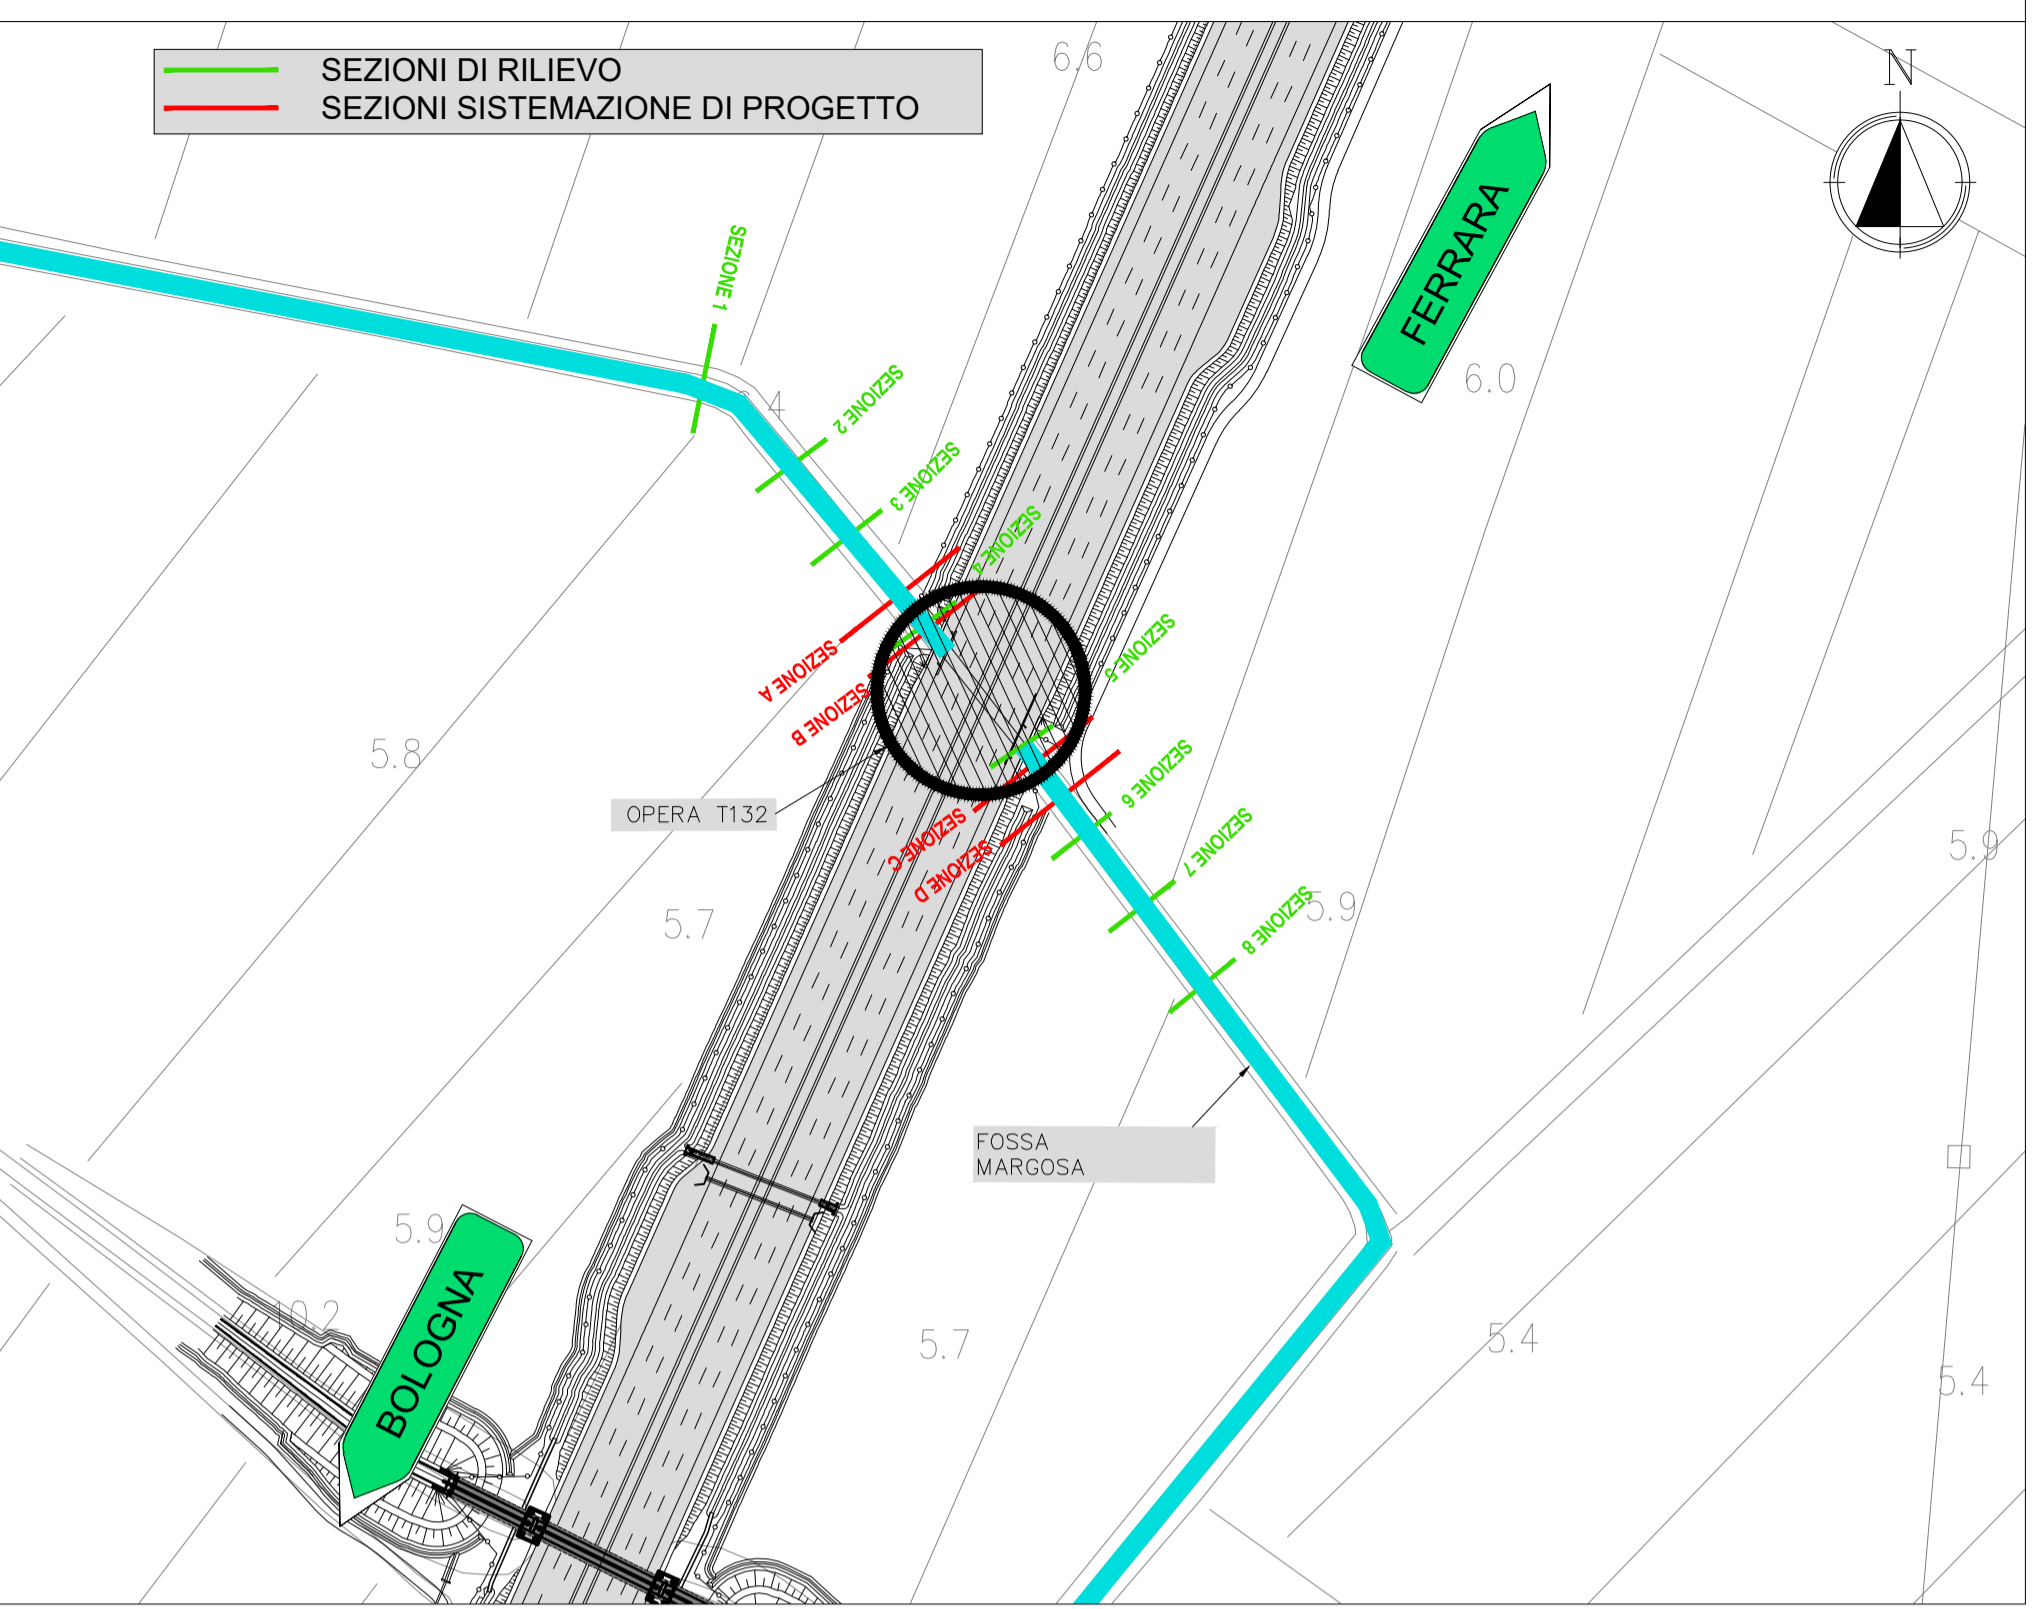 SEZIONI DI RILIEVO
SEZIONI SISTEMAZIONE DI PROGETTO
6.6
N
FERRARA
SEZIONE 1
6.0
SEZIONE 2
4
SEZIONE 3
SEZIONE 4
SEZIONE 5
SEZIONE A
SEZIONE B
5.8
SEZIONE 6
OPERA T132
SEZIONE C
SEZIONE 7
5.9
SEZIONE D
5.7
SEZIONE 8
5.9
FOSSA
MARGOSA
5.9
10.2
BOLOGNA
5.7
5.4
5.4